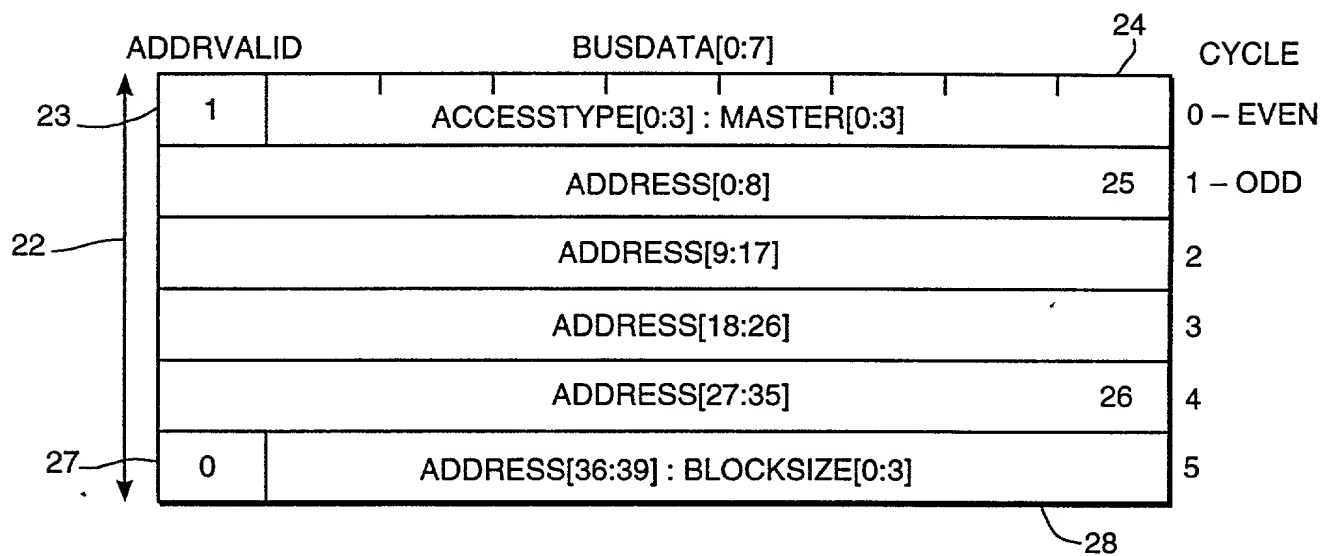 24
ADDRVALID BUSDATA[0:7] CYCLE
23 1 ACCESSTYPE[0:3] : MASTER[0:3] 0 – EVEN
ADDRESS[0:8] 25 1 – ODD
22 ADDRESS[9:17] 2
ADDRESS[18:26] 3
ADDRESS[27:35] 26 4
27 0 ADDRESS[36:39] : BLOCKSIZE[0:3] 5
28